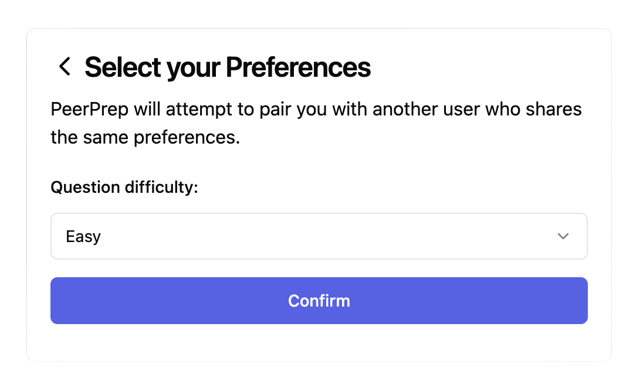 Select your Preferences
PeerPrep will attempt to pair you with another user who shares
the same preferences.
Question difficulty:
Easy
Confirm